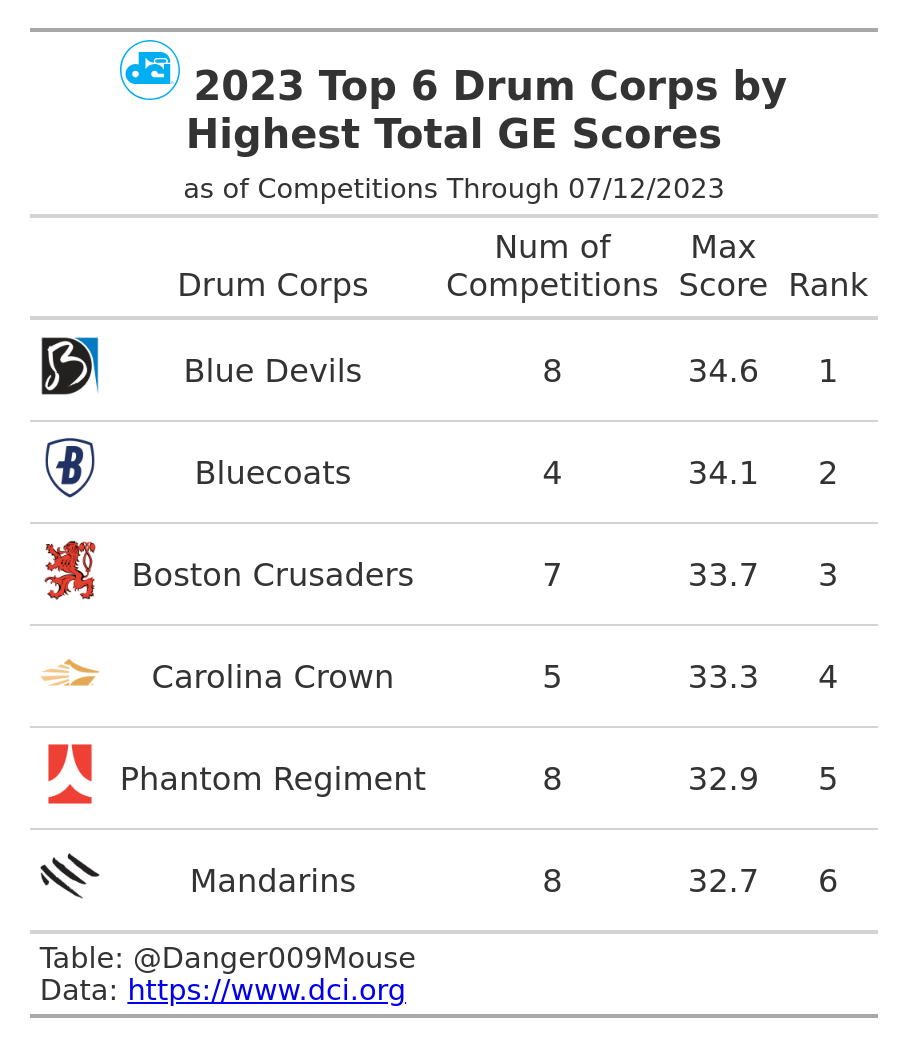 2023 Top 6 Drum Corps by
Highest Total GE Scores
as of Competitions Through 07/12/2023
Drum Corps Num of Competitions Max Score Rank
B Blue Devils 8 34.6 1
B Bluecoats 4 34.1 2
Boston Crusaders 7 33.7 3
Carolina Crown 5 33.3 4
Phantom Regiment 8 32.9 5
Mandarins 8 32.7 6
Table: @Danger009Mouse
Data: https://www.dci.org